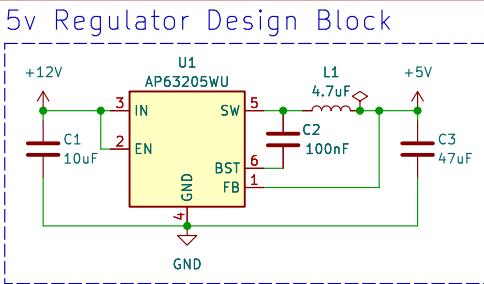 5v Regulator Design Block
U1
AP63205WU
+12V
L1
4.7uF
+5V
3
IN
SW
5
C1
10uF
2
EN
C2
100nF
C3
47uF
BST
6
FB
1
GND
4
GND